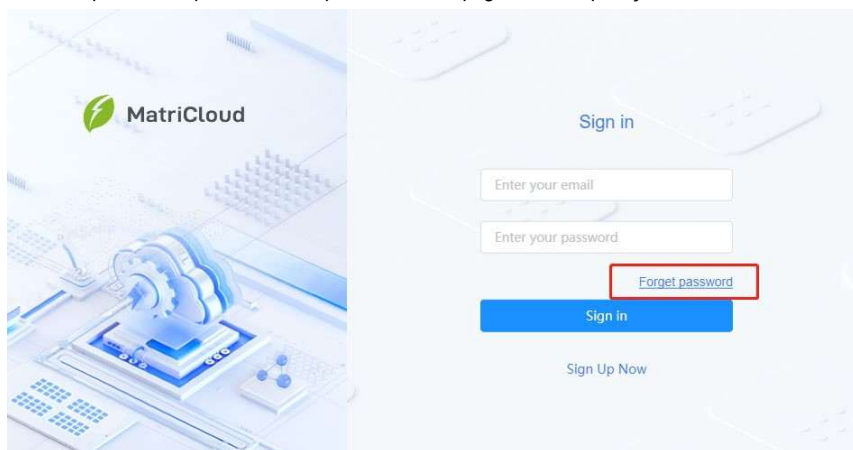 MatriCloud
Sign in
Enter your email
Enter your password
Forget password
Sign in
Sign Up Now